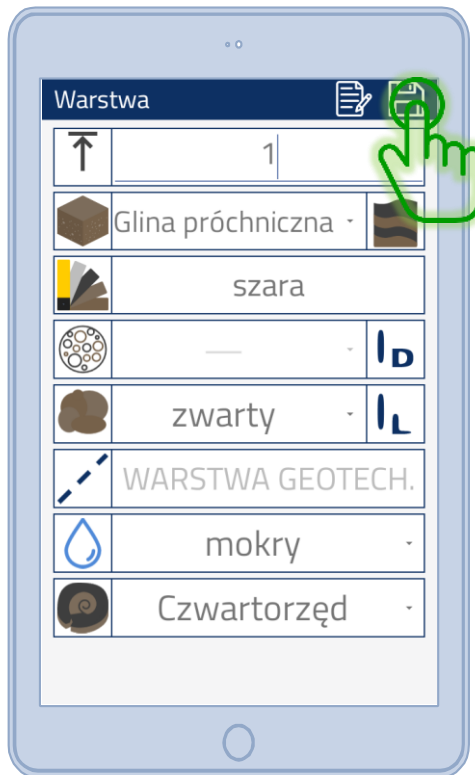 Warstwa
1
Glina próchniczna
szara
—
I D
zwarty
I L
WARSTWA GEOTECH.
mokry
Czwartorzęd